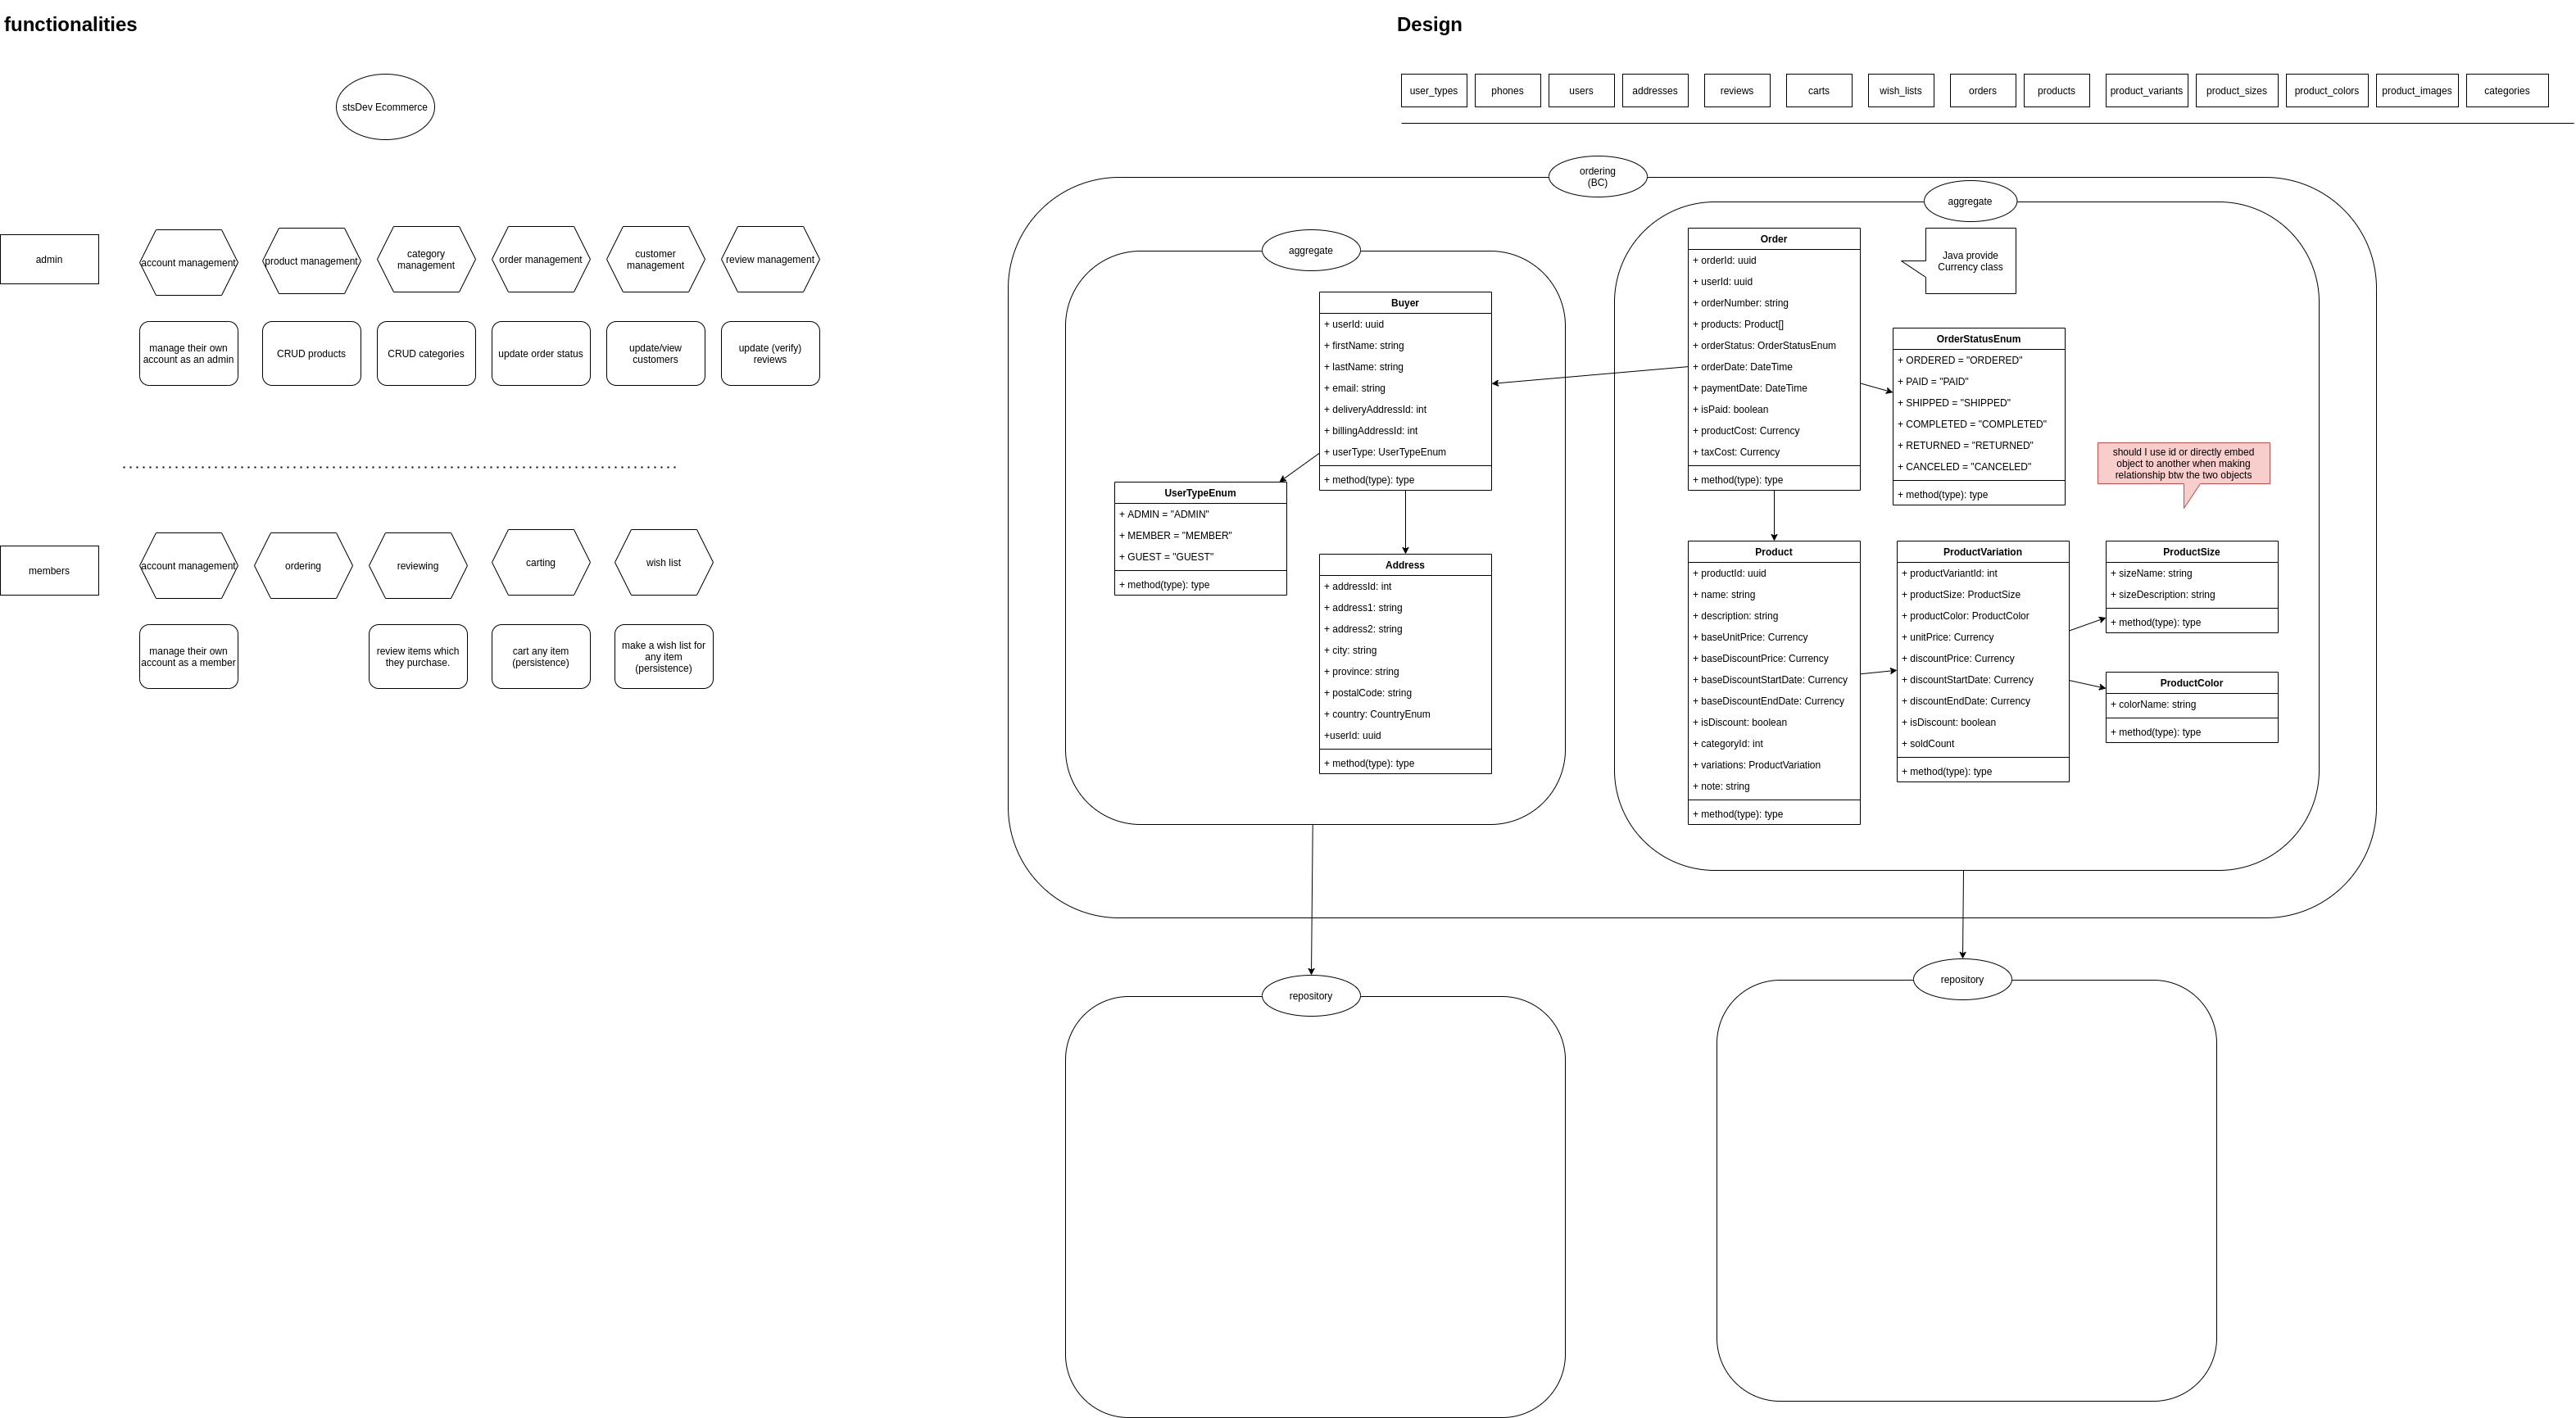 functionalities
stsDev Ecommerce
admin
account management
product management
category
management
order management
customer
management
review management
manage their own
account as an admin
CRUD products
CRUD categories
update order status
update/view
customers
update (verify)
reviews
members
account management
ordering
reviewing
carting
wish list
manage their own
account as a member
review items which
they purchase.
cart any item
(persistence)
make a wish list for
any item
(persistence)
Design
user_types
phones
users
addresses
reviews
carts
wish_lists
orders
products
product_variants
product_sizes
product_colors
product_images
categories
ordering
(BC)
aggregate
Buyer
+ userId: uuid
+ firstName: string
+ lastName: string
+ email: string
+ deliveryAddressId: int
+ billingAddressId: int
+ userType: UserTypeEnum
+ method(type): type
UserTypeEnum
+ ADMIN = "ADMIN"
+ MEMBER = "MEMBER"
+ GUEST = "GUEST"
+ method(type): type
Address
+ addressId: int
+ address1: string
+ address2: string
+ city: string
+ province: string
+ postalCode: string
+ country: CountryEnum
+userId: uuid
+ method(type): type
aggregate
Order
+ orderId: uuid
+ userId: uuid
+ orderNumber: string
+ products: Product[]
+ orderStatus: OrderStatusEnum
+ orderDate: DateTime
+ paymentDate: DateTime
+ isPaid: boolean
+ productCost: Currency
+ taxCost: Currency
+ method(type): type
Java provide
Currency class
OrderStatusEnum
+ ORDERED = "ORDERED"
+ PAID = "PAID"
+ SHIPPED = "SHIPPED"
+ COMPLETED = "COMPLETED"
+ RETURNED = "RETURNED"
+ CANCELED = "CANCELED"
+ method(type): type
should I use id or directly embed
object to another when making
relationship btw the two objects
Product
+ productId: uuid
+ name: string
+ description: string
+ baseUnitPrice: Currency
+ baseDiscountPrice: Currency
+ baseDiscountStartDate: Currency
+ baseDiscountEndDate: Currency
+ isDiscount: boolean
+ categoryId: int
+ variations: ProductVariation
+ note: string
+ method(type): type
ProductVariation
+ productVariantId: int
+ productSize: ProductSize
+ productColor: ProductColor
+ unitPrice: Currency
+ discountPrice: Currency
+ discountStartDate: Currency
+ discountEndDate: Currency
+ isDiscount: boolean
+ soldCount
+ method(type): type
ProductSize
+ sizeName: string
+ sizeDescription: string
+ method(type): type
ProductColor
+ colorName: string
+ method(type): type
repository
repository